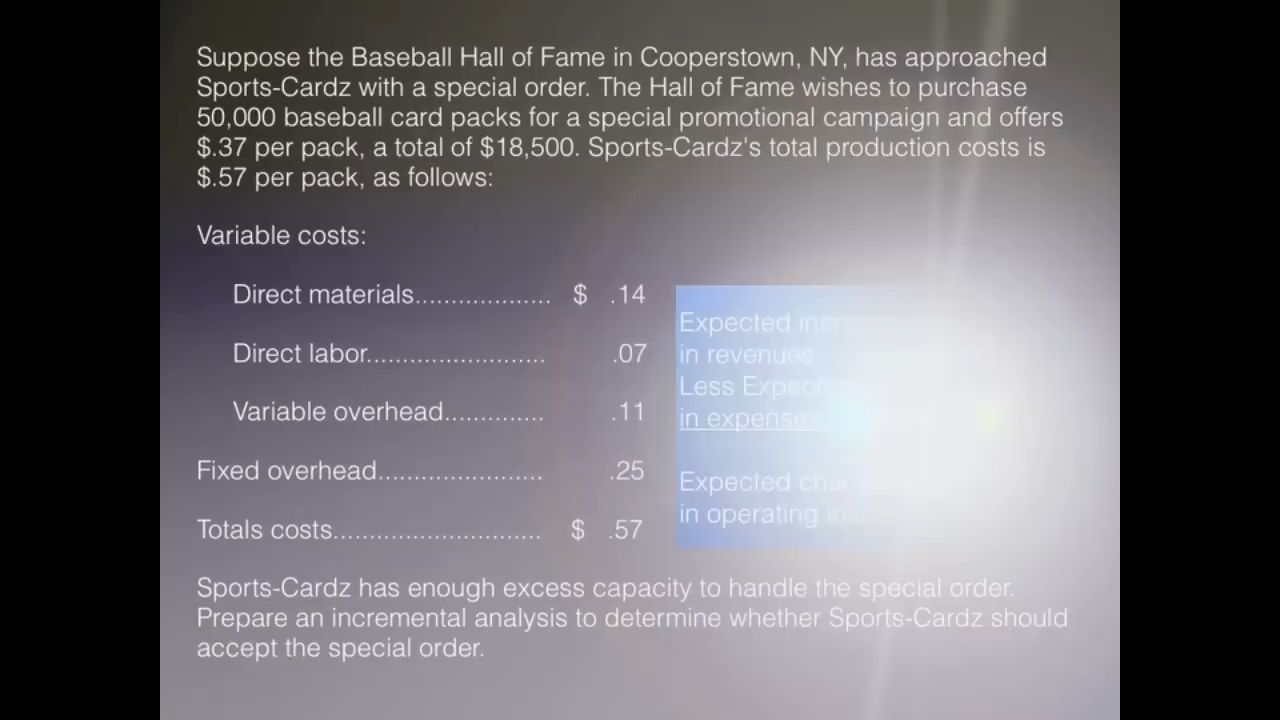 Suppose the Baseball Hall of Fame in Cooperstown, NY, has approached
Sports-Cardz with a special order. The Hall of Fame wishes to purchase
50,000 baseball card packs for a special promotional campaign and offers
$.37 per pack, a total of $18,500. Sports-Cardz's total production costs is
$.57 per pack, as follows:
Variable costs:
Direct materials................... $ .14
Direct labor........................ .07
Variable overhead.............. .11
Fixed overhead....................... .25
Totals costs............................ $ .57
Expected
in revenues
Less
in expenses
Expected
in operating
Sports-Cardz has enough excess capacity to handle the special order.
Prepare an incremental analysis to determine whether Sports-Cardz should
accept the special order.